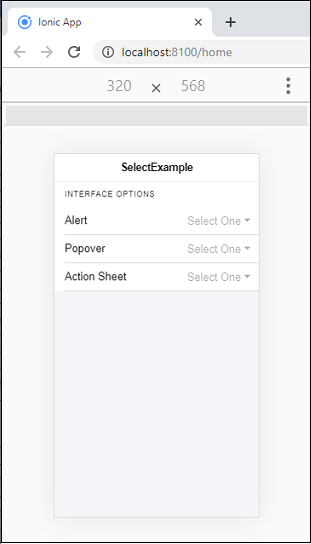 Ionic App
localhost:8100/home
320 × 568
SelectExample
INTERFACE OPTIONS
Alert Select One
Popover Select One
Action Sheet Select One